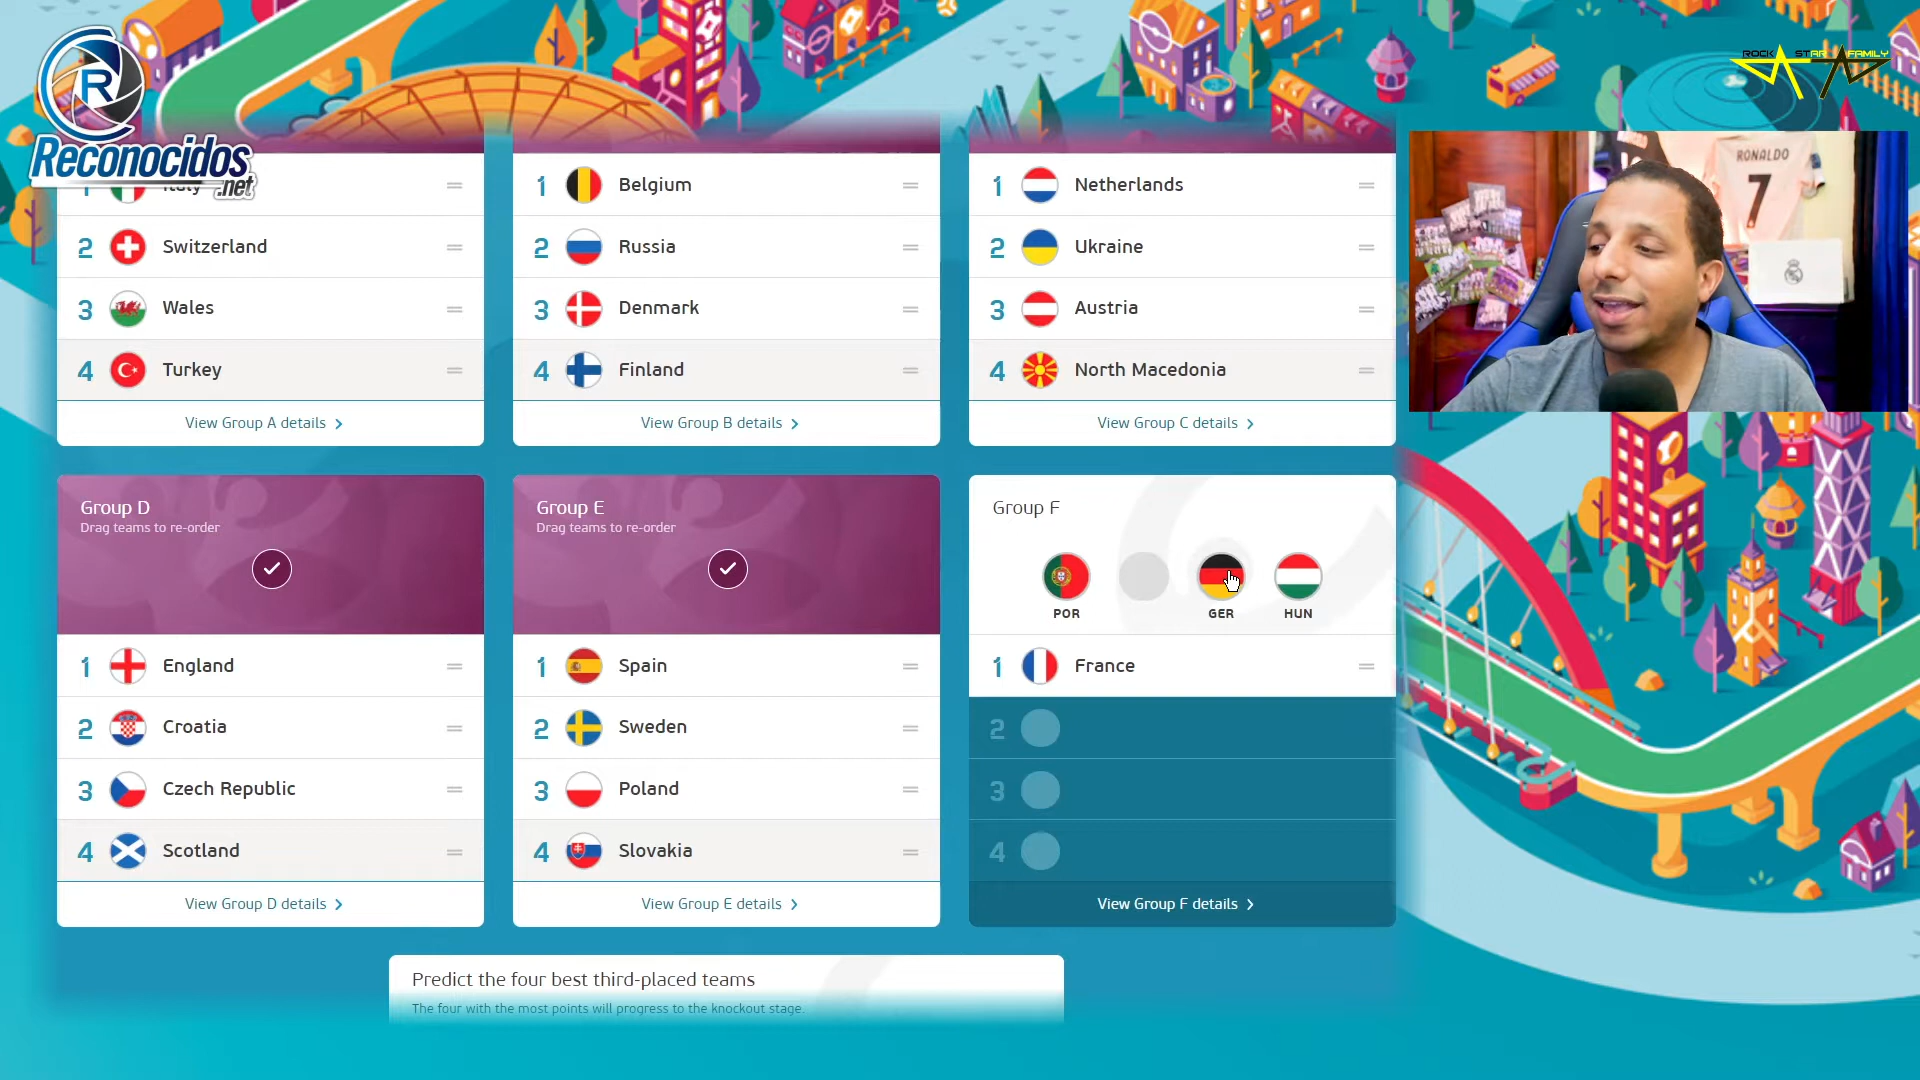 R
Reconocidos
.net
ROCK STAR FAMILY
RONALDO
7
1 Italy
2 Switzerland
3 Wales
4 Turkey
View Group A details
1 Belgium
2 Russia
3 Denmark
4 Finland
View Group B details
1 Netherlands
2 Ukraine
3 Austria
4 North Macedonia
View Group C details
Group D
Drag teams to re-order
1 England
2 Croatia
3 Czech Republic
4 Scotland
View Group D details
Group E
Drag teams to re-order
1 Spain
2 Sweden
3 Poland
4 Slovakia
View Group E details
Group F
POR GER HUN
1 France
2
3
4
View Group F details
Predict the four best third-placed teams
The four with the most points will progress to the knockout stage.